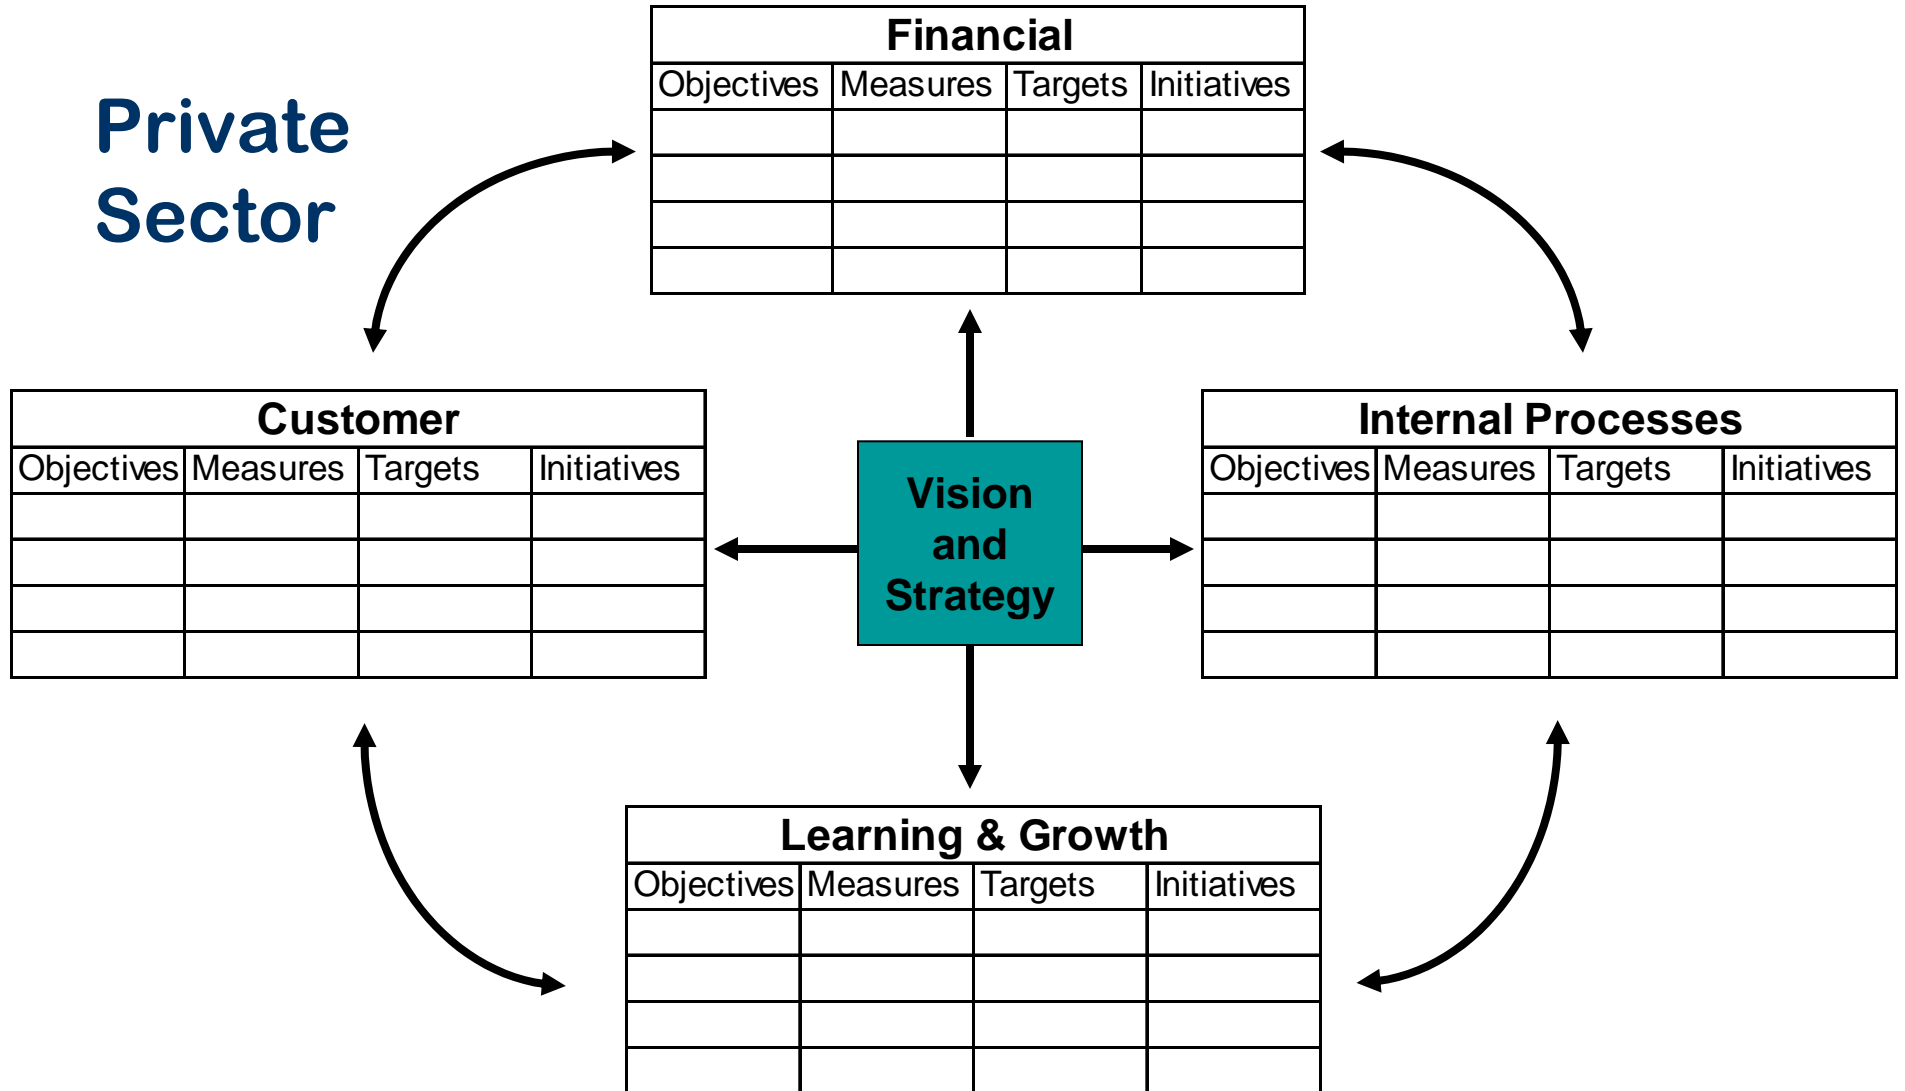 Private
Sector
Financial
Objectives Measures Targets Initiatives
Customer
Objectives Measures Targets Initiatives
Vision
and
Strategy
Internal Processes
Objectives Measures Targets Initiatives
Learning & Growth
Objectives Measures Targets Initiatives